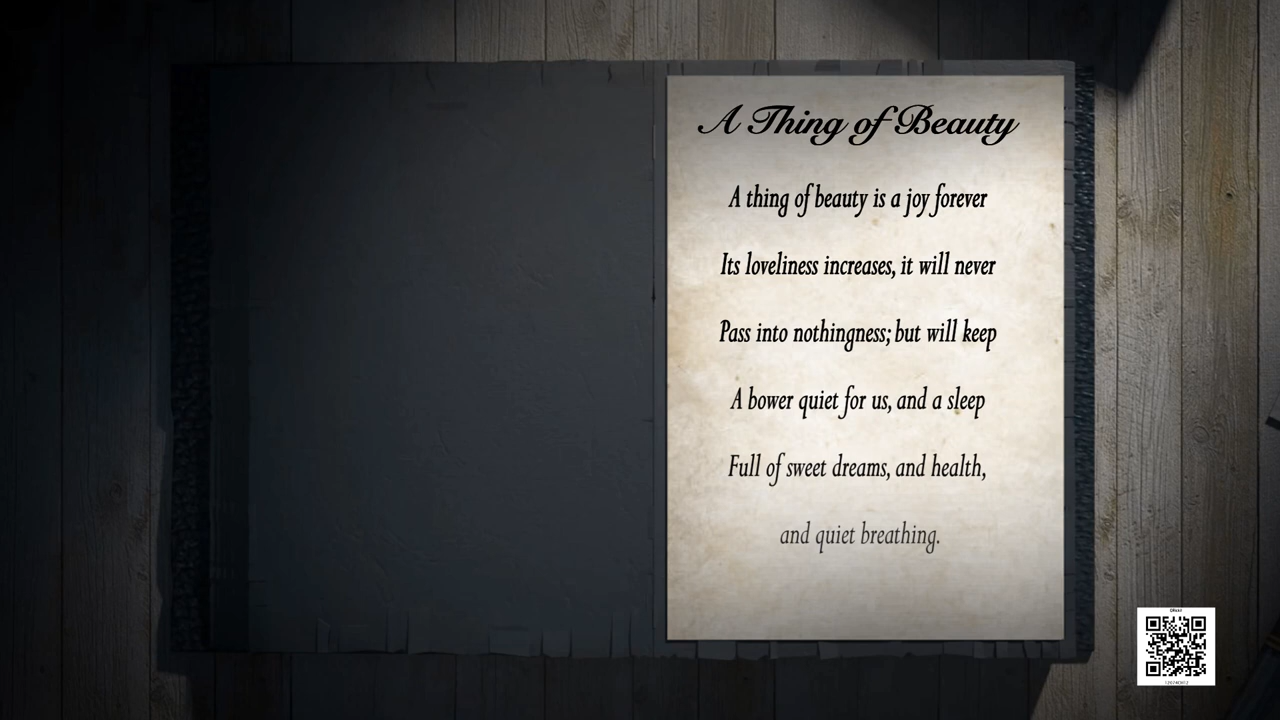 A Thing of Beauty
A thing of beauty is a joy forever
Its loveliness increases, it will never
Pass into nothingness; but will keep
A bower quiet for us, and a sleep
Full of sweet dreams, and health,
and quiet breathing.